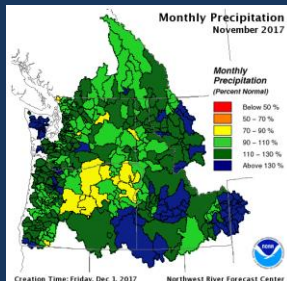 Monthly Precipitation
November 2017
Monthly
Precipitation
(Percent Normal)
Below 50 %
50 - 70 %
70 - 90 %
90 - 110 %
110 - 130 %
Above 130 %
noaa
Creation Time: Friday, Dec 1, 2017 Northwest River Forecast Center